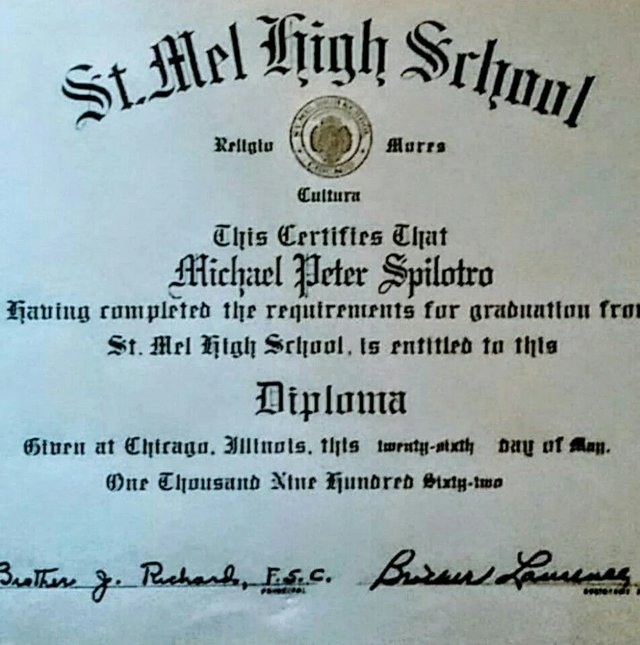 St. Mel High School
Religio Mores
Cultura
This Certifies That
Michael Peter Spilotro
Having completed the requirements for graduation from
St. Mel High School, is entitled to this
Diploma
Given at Chicago, Illinois, this twenty-sixth day of May,
One Thousand Nine Hundred Sixty-two
Brother J. Richards, F.S.C.
PRINCIPAL